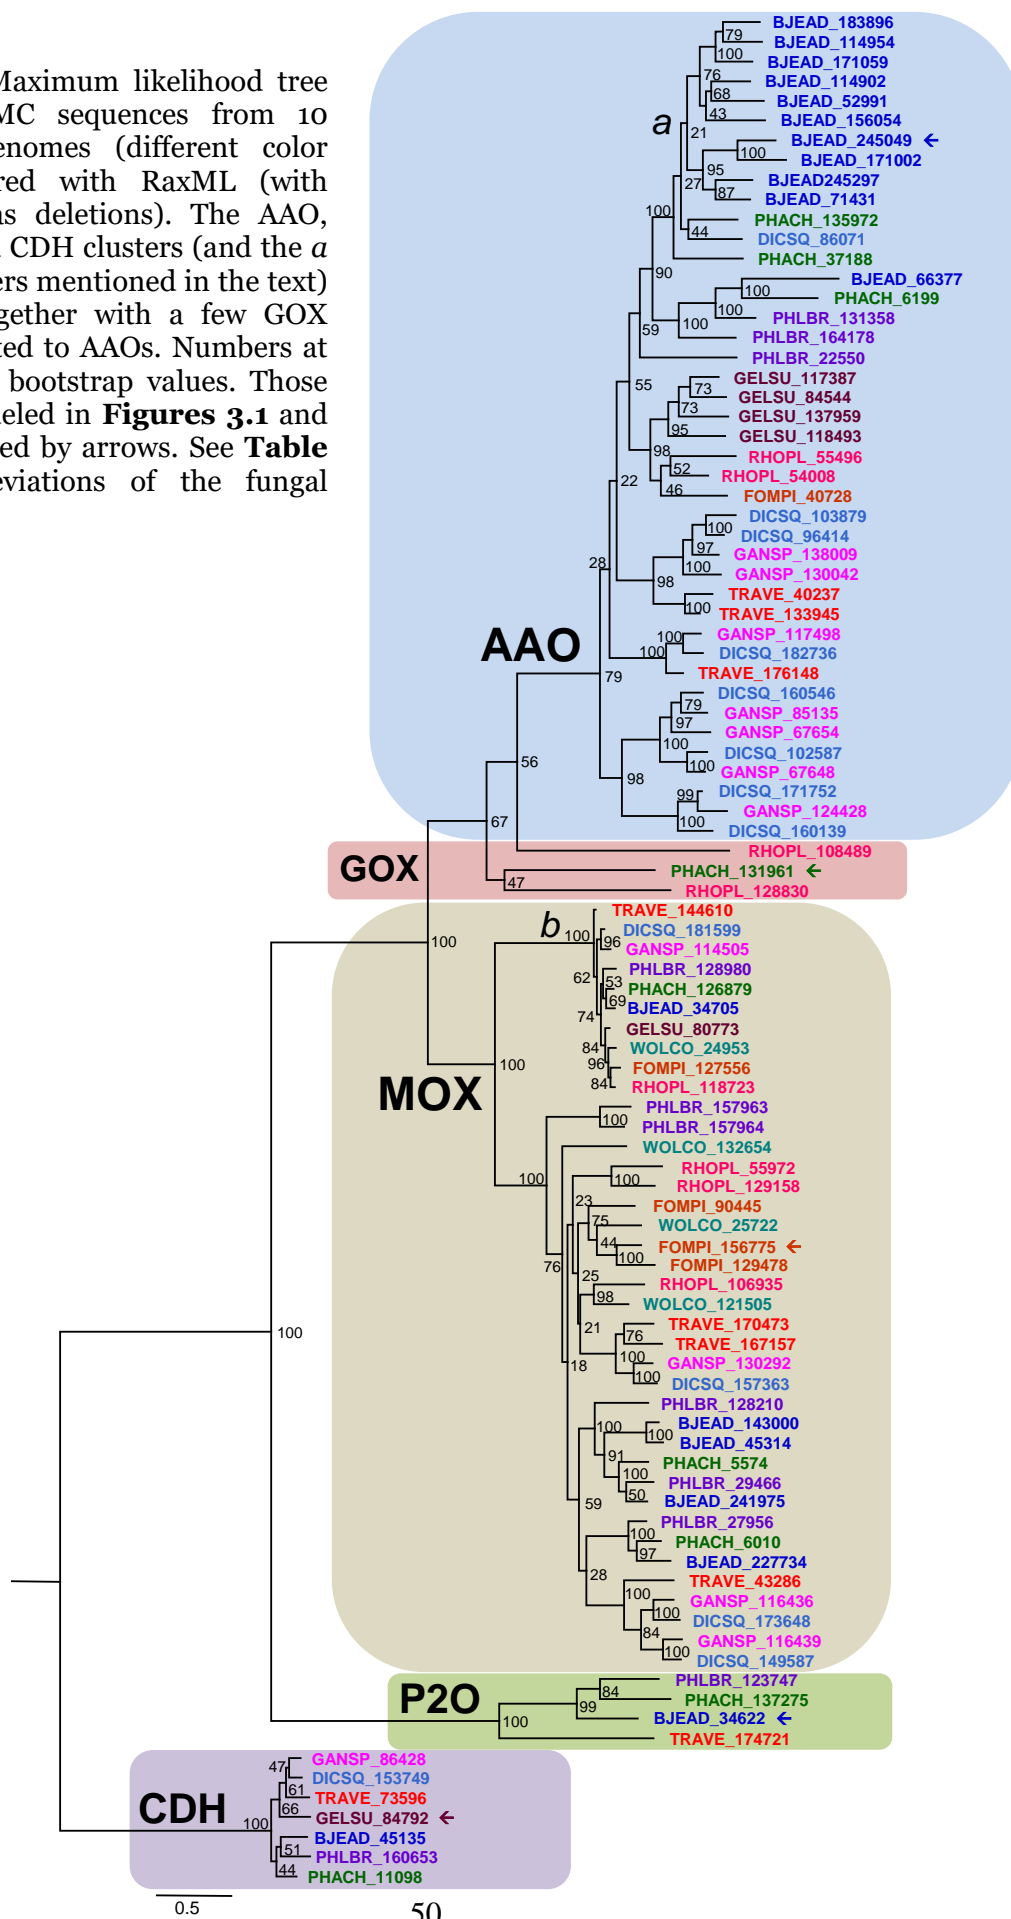 Maximum likelihood tree
MC sequences from 10
enomes (different color
red with RaxML (with
as deletions). The AAO,
CDH clusters (and the a
ers mentioned in the text)
gether with a few GOX
ted to AAOs. Numbers at
bootstrap values. Those
eled in Figures 3.1 and
ed by arrows. See Table
eviations of the fungal
BJEAD_183896
79
BJEAD_114954
100
BJEAD_171059
76
BJEAD_114902
68
BJEAD_52991
43
BJEAD_156054
a
21
BJEAD_245049
100
BJEAD_171002
95
27
BJEAD245297
87
BJEAD_71431
100
PHACH_135972
44
DICSQ_86071
PHACH_37188
90
BJEAD_66377
100
PHACH_6199
100
PHLBR_131358
100
PHLBR_164178
59
PHLBR_22550
GELSU_117387
55
73
GELSU_84544
73
GELSU_137959
95
GELSU_118493
98
RHOPL_55496
52
RHOPL_54008
22
46
FOMPI_40728
DICSQ_103879
100
DICSQ_96414
97
GANSP_138009
28
100
GANSP_130042
98
TRAVE_40237
100
TRAVE_133945
100
GANSP_117498
AAO
100
DICSQ_182736
TRAVE_176148
79
DICSQ_160546
79
GANSP_85135
97
GANSP_67654
100
DICSQ_102587
56
100
GANSP_67648
98
DICSQ_171752
99
GANSP_124428
67
100
DICSQ_160139
RHOPL_108489
GOX
PHACH_131961
47
RHOPL_128830
TRAVE_144610
b
100
DICSQ_181599
96
100
GANSP_114505
PHLBR_128980
62
53
PHACH_126879
69
BJEAD_34705
74
GELSU_80773
84
WOLCO_24953
100
96
FOMPI_127556
84
RHOPL_118723
MOX
PHLBR_157963
100
PHLBR_157964
WOLCO_132654
RHOPL_55972
100
100
RHOPL_129158
23
FOMPI_90445
75
WOLCO_25722
44
FOMPI_156775
100
FOMPI_129478
76
25
RHOPL_106935
98
WOLCO_121505
21
TRAVE_170473
100
76
TRAVE_167157
100
GANSP_130292
18
100
DICSQ_157363
PHLBR_128210
100
BJEAD_143000
100
BJEAD_45314
91
PHACH_5574
100
PHLBR_29466
50
BJEAD_241975
59
PHLBR_27956
100
PHACH_6010
97
BJEAD_227734
28
TRAVE_43286
100
GANSP_116436
100
DICSQ_173648
84
GANSP_116439
100
DICSQ_149587
PHLBR_123747
P2O
84
PHACH_137275
99
BJEAD_34622
100
TRAVE_174721
GANSP_86428
47
DICSQ_153749
61
TRAVE_73596
CDH
66
GELSU_84792
100
BJEAD_45135
51
PHLBR_160653
44
PHACH_11098
0.5
50